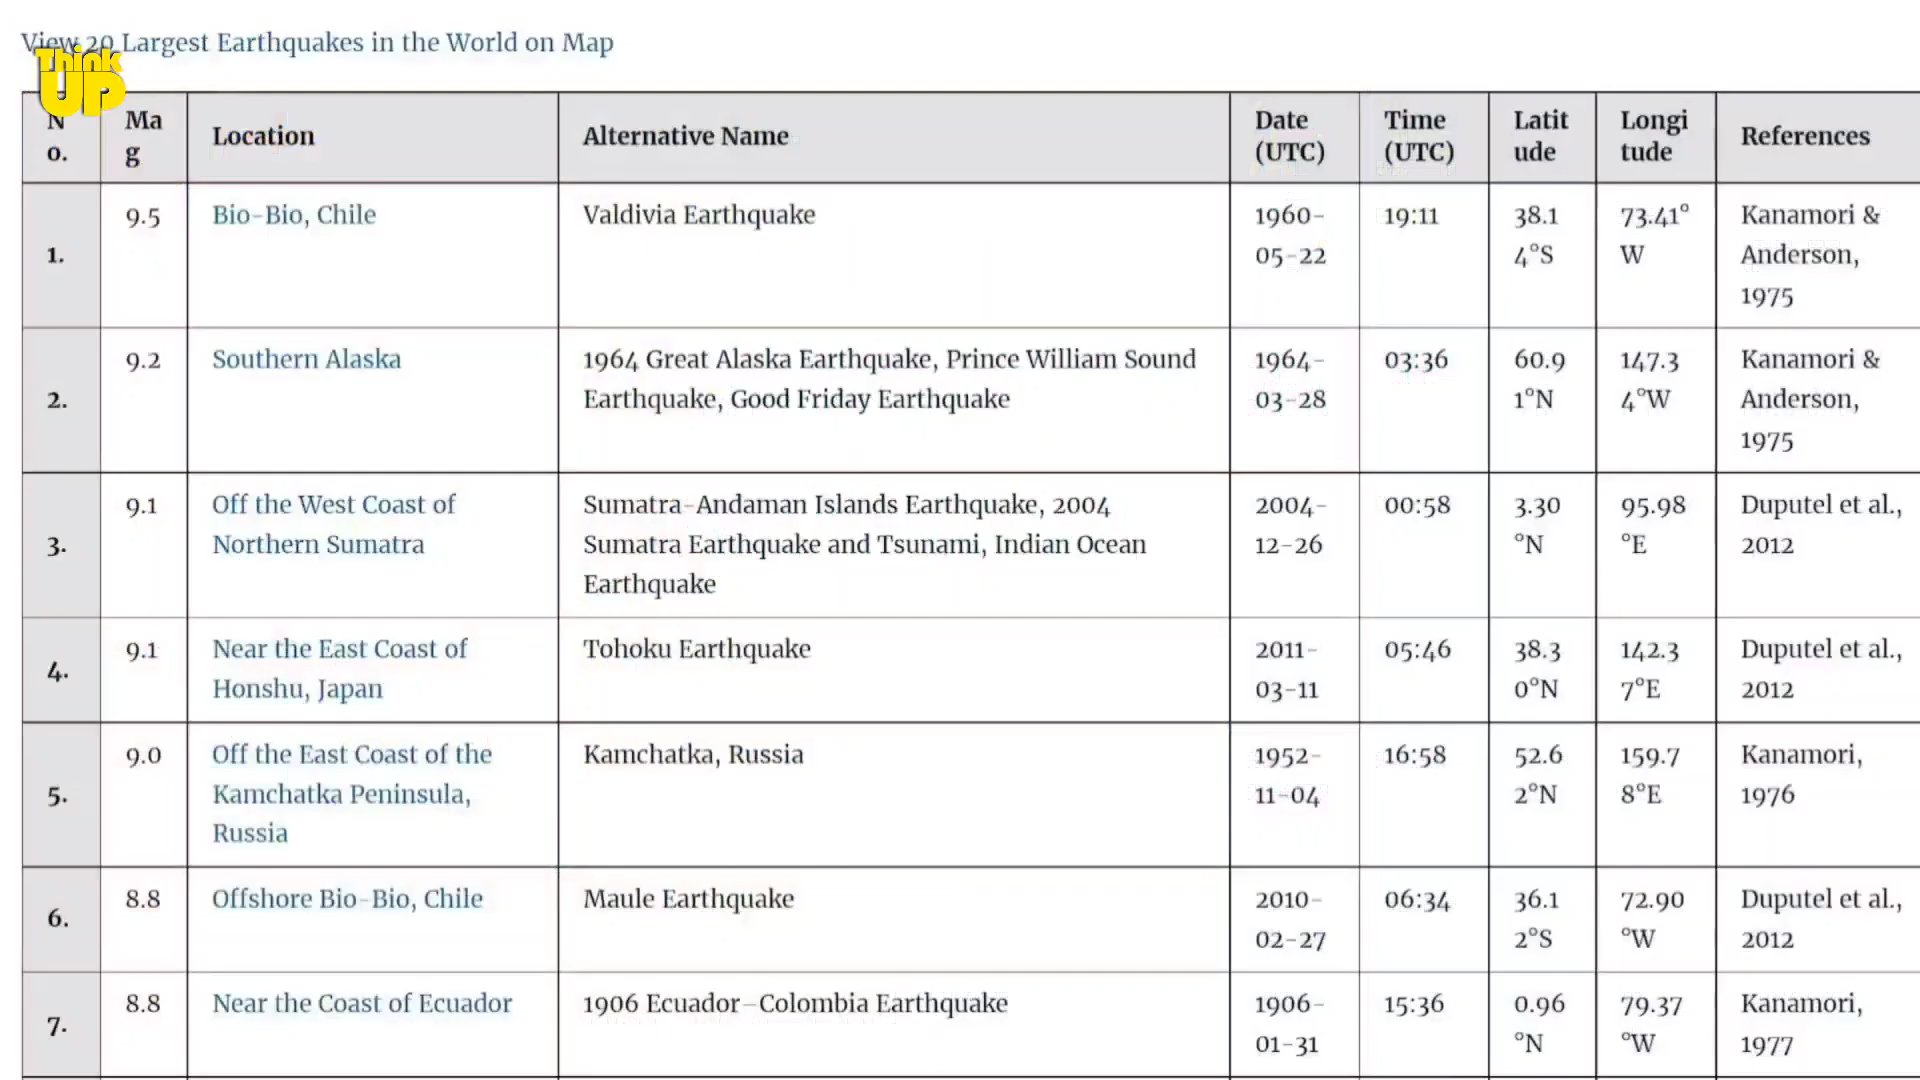 View 20 Largest Earthquakes in the World on Map
Think
UP
N
o.
Ma
g
Location
Alternative Name
Date
(UTC)
Time
(UTC)
Latit
ude
Longi
tude
References
1.
9.5
Bio-Bio, Chile
Valdivia Earthquake
1960-
05-22
19:11
38.1
4°S
73.41°
W
Kanamori &
Anderson,
1975
2.
9.2
Southern Alaska
1964 Great Alaska Earthquake, Prince William Sound
Earthquake, Good Friday Earthquake
1964-
03-28
03:36
60.9
1°N
147.3
4°W
Kanamori &
Anderson,
1975
3.
9.1
Off the West Coast of
Northern Sumatra
Sumatra-Andaman Islands Earthquake, 2004
Sumatra Earthquake and Tsunami, Indian Ocean
Earthquake
2004-
12-26
00:58
3.30
°N
95.98
°E
Duputel et al.,
2012
4.
9.1
Near the East Coast of
Honshu, Japan
Tohoku Earthquake
2011-
03-11
05:46
38.3
0°N
142.3
7°E
Duputel et al.,
2012
5.
9.0
Off the East Coast of the
Kamchatka Peninsula,
Russia
Kamchatka, Russia
1952-
11-04
16:58
52.6
2°N
159.7
8°E
Kanamori,
1976
6.
8.8
Offshore Bio-Bio, Chile
Maule Earthquake
2010-
02-27
06:34
36.1
2°S
72.90
°W
Duputel et al.,
2012
7.
8.8
Near the Coast of Ecuador
1906 Ecuador–Colombia Earthquake
1906-
01-31
15:36
0.96
°N
79.37
°W
Kanamori,
1977